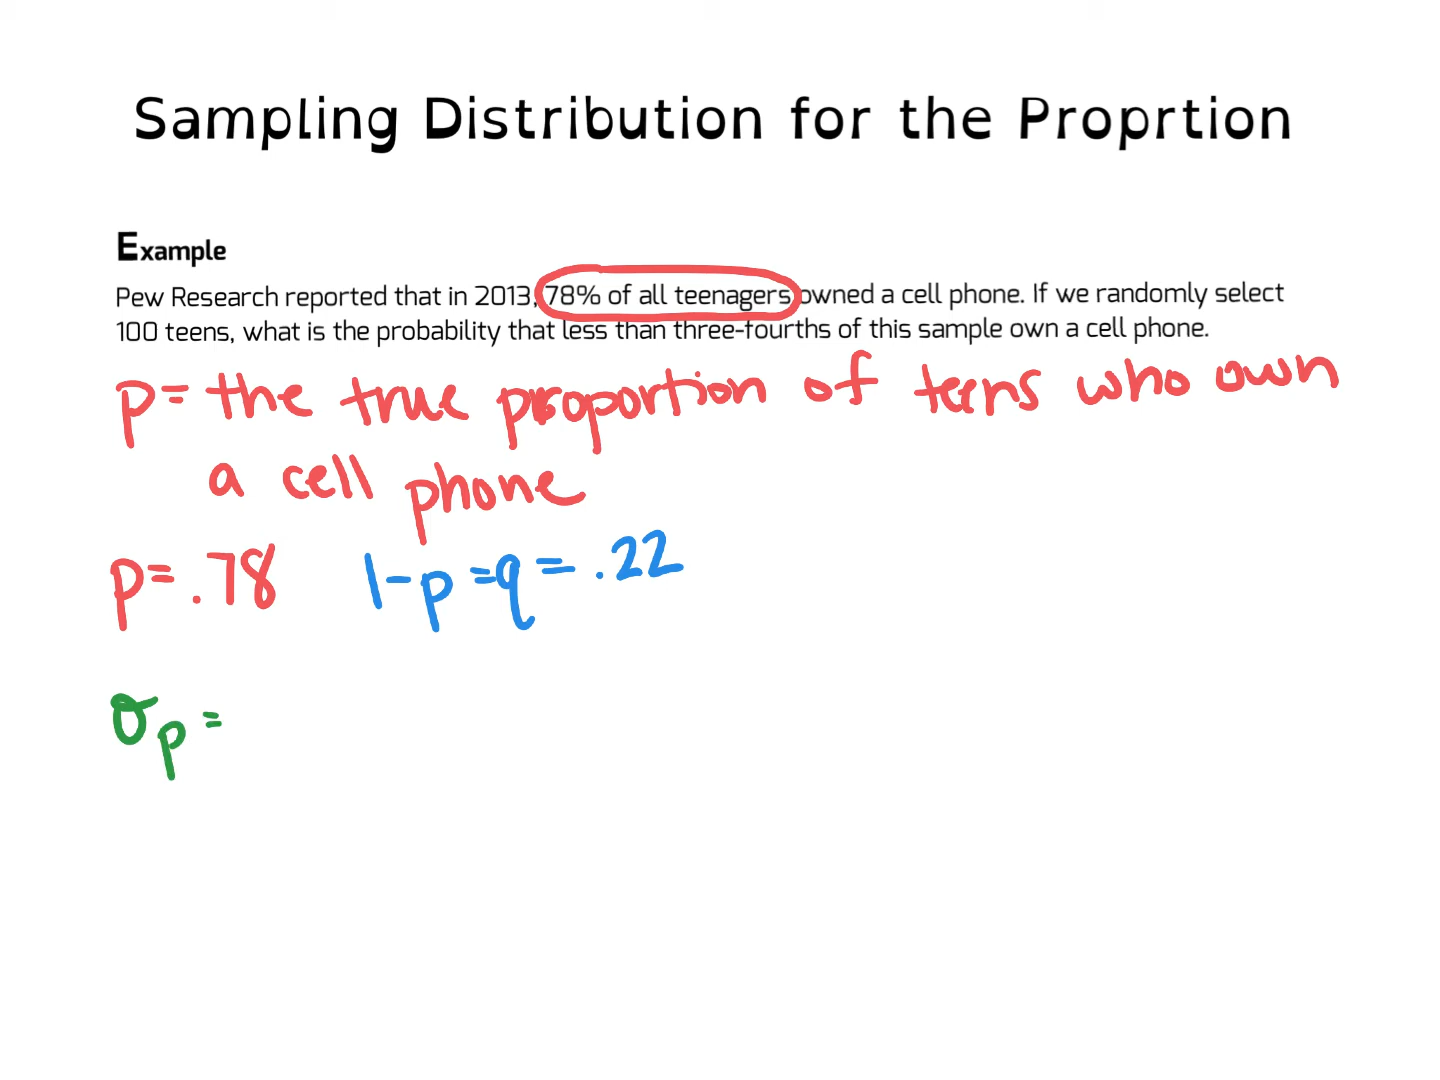 Sampling Distribution for the Proprtion
Example
Pew Research reported that in 2013, 78% of all teenagers owned a cell phone. If we randomly select
100 teens, what is the probability that less than three-fourths of this sample own a cell phone.
p = the true proportion of teens who own
a cell phone
p = .78 1-p = q = .22
σp =